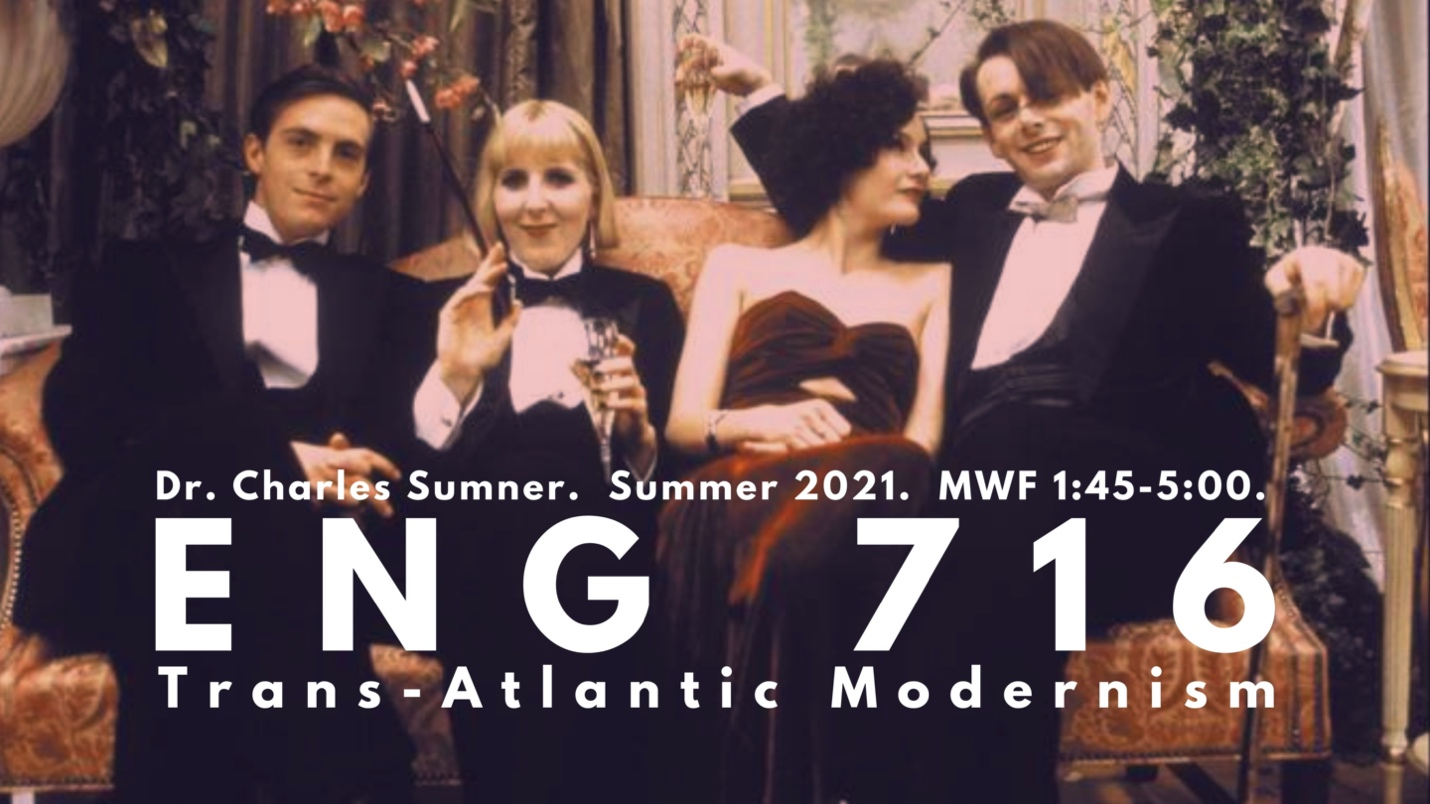 Dr. Charles Sumner. Summer 2021. MWF 1:45-5:00.
ENG 716
Trans-Atlantic Modernism